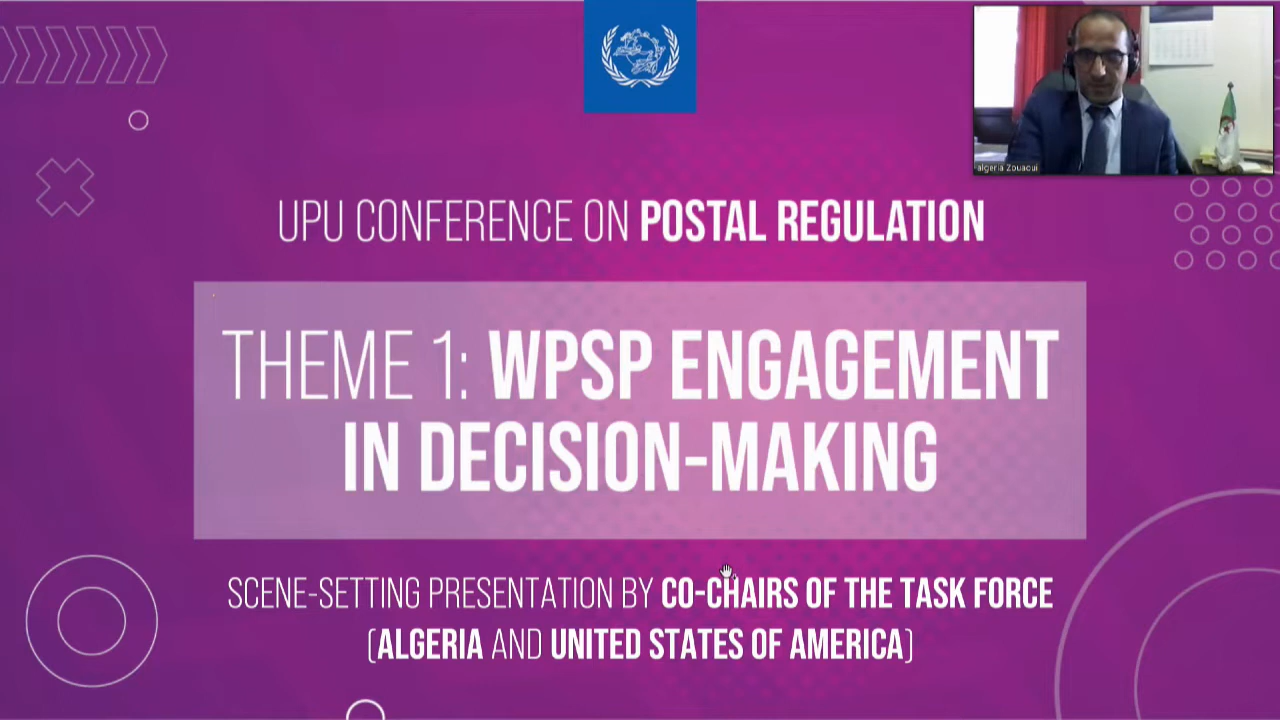 algeria Zouaoui
UPU CONFERENCE ON POSTAL REGULATION
THEME 1: WPSP ENGAGEMENT
IN DECISION-MAKING
SCENE-SETTING PRESENTATION BY CO-CHAIRS OF THE TASK FORCE
(ALGERIA AND UNITED STATES OF AMERICA)